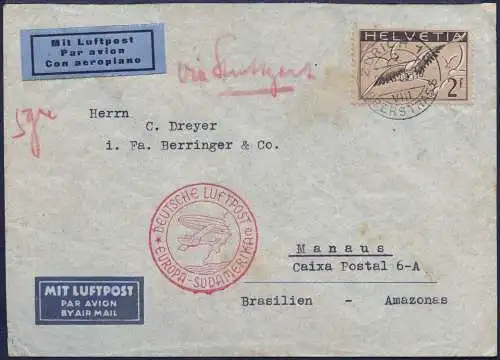 Mit Luftpost
Par avion
Con aeroplano
HELVETIA
2F
via Stuttgart
5gr
Herrn
C. Dreyer
i. Fa. Berringer & Co.
DEUTSCHE LUFTPOST
EUROPA-SÜDAMERIKA
Manaus
Caixa Postal 6-A
Brasilien - Amazonas
MIT LUFTPOST
PAR AVION
BY AIR MAIL